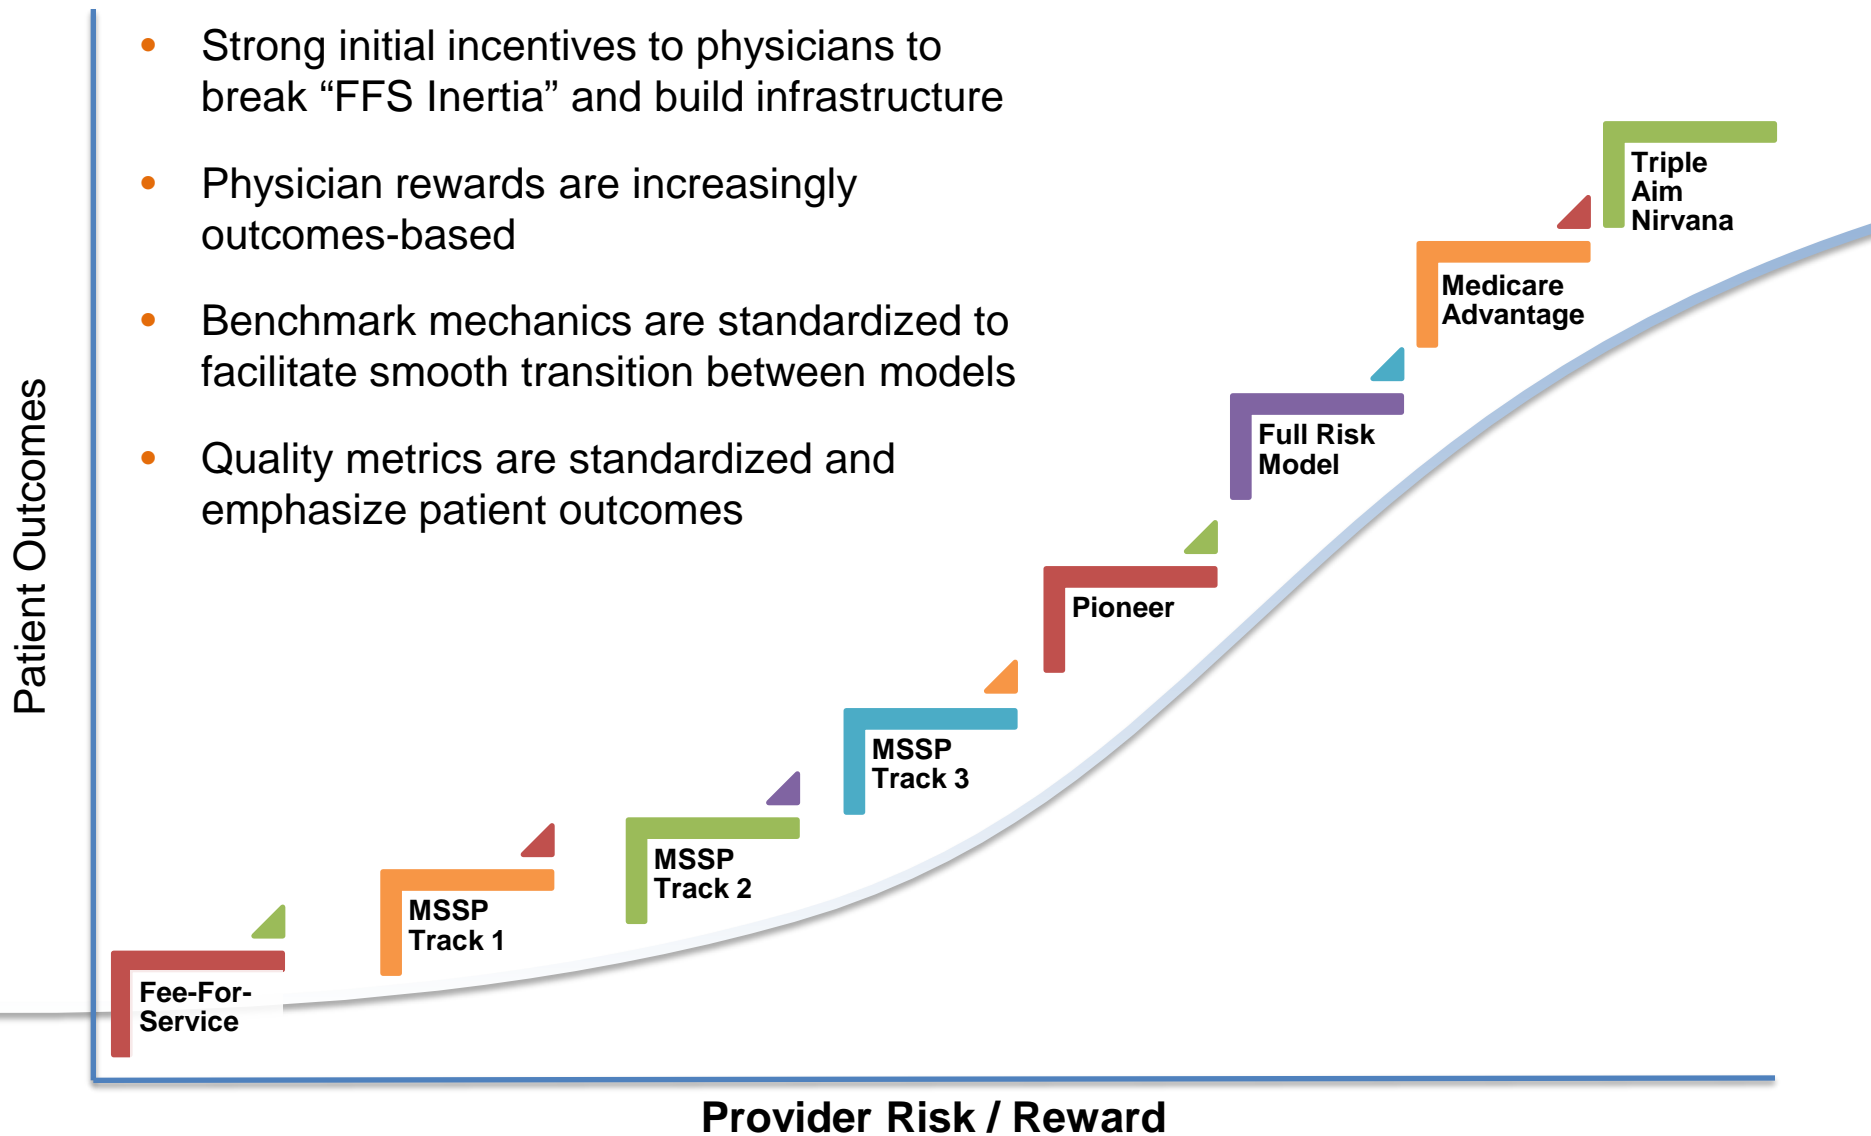 Strong initial incentives to physicians to
break “FFS Inertia” and build infrastructure
Physician rewards are increasingly
outcomes-based
Benchmark mechanics are standardized to
facilitate smooth transition between models
Quality metrics are standardized and
emphasize patient outcomes
Patient Outcomes
Fee-For-
Service
MSSP
Track 1
MSSP
Track 2
MSSP
Track 3
Pioneer
Full Risk
Model
Medicare
Advantage
Triple
Aim
Nirvana
Provider Risk / Reward